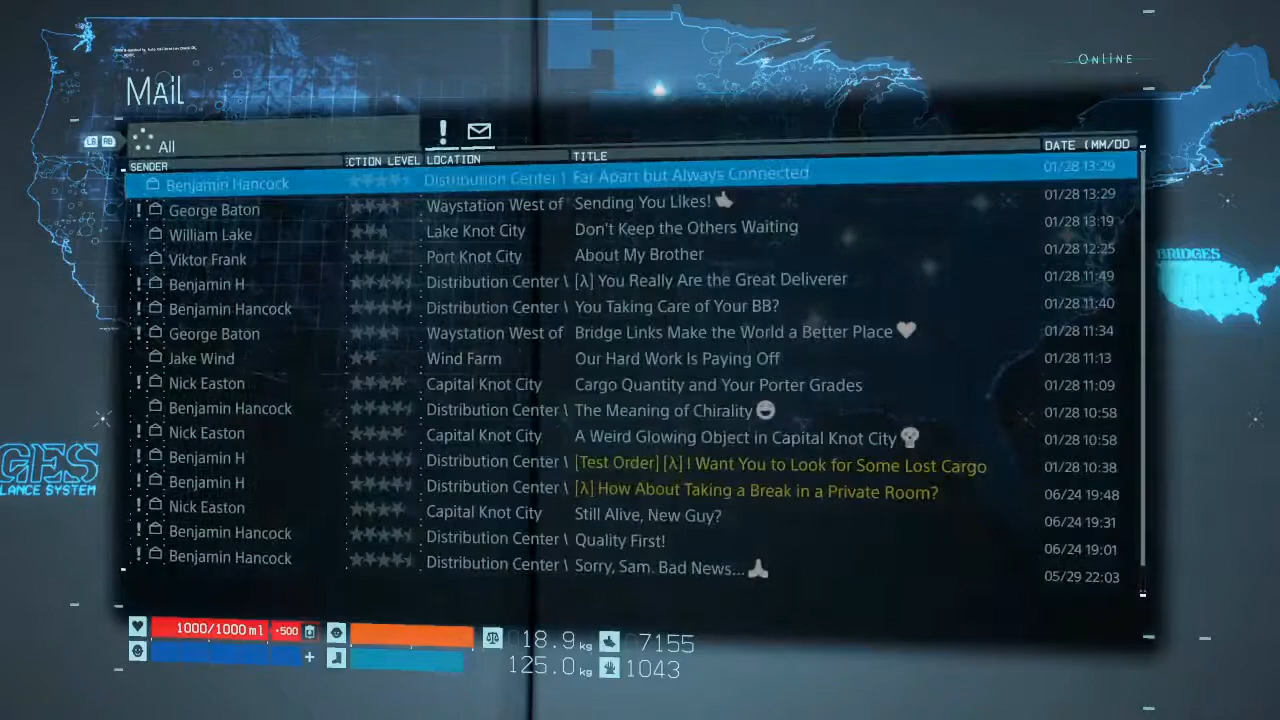 Mail
Online
LB RB All
SENDER CTION LEVEL LOCATION TITLE DATE (MM/DD
Benjamin Hancock Distribution Center Far Apart but Always Connected 01/28 13:29
! George Baton Waystation West of Sending You Likes! 01/28 13:29
William Lake Lake Knot City Don't Keep the Others Waiting 01/28 13:19
Viktor Frank Port Knot City About My Brother 01/28 12:25
! Benjamin H Distribution Center [λ] You Really Are the Great Deliverer 01/28 11:49
! Benjamin Hancock Distribution Center You Taking Care of Your BB? 01/28 11:40
! George Baton Waystation West of Bridge Links Make the World a Better Place 01/28 11:34
Jake Wind Wind Farm Our Hard Work Is Paying Off 01/28 11:13
! Nick Easton Capital Knot City Cargo Quantity and Your Porter Grades 01/28 11:09
Benjamin Hancock Distribution Center The Meaning of Chirality 01/28 10:58
! Nick Easton Capital Knot City A Weird Glowing Object in Capital Knot City 01/28 10:58
! Benjamin H Distribution Center [Test Order] [λ] I Want You to Look for Some Lost Cargo 01/28 10:38
! Benjamin H Distribution Center [λ] How About Taking a Break in a Private Room? 06/24 19:48
Nick Easton Capital Knot City Still Alive, New Guy? 06/24 19:31
! Benjamin Hancock Distribution Center Quality First! 06/24 19:01
! Benjamin Hancock Distribution Center Sorry, Sam. Bad News... 05/29 22:03
BRIDGES
GES
LANCE SYSTEM
1000/1000 ml +500 18.9 kg 7155
125.0 kg 1043